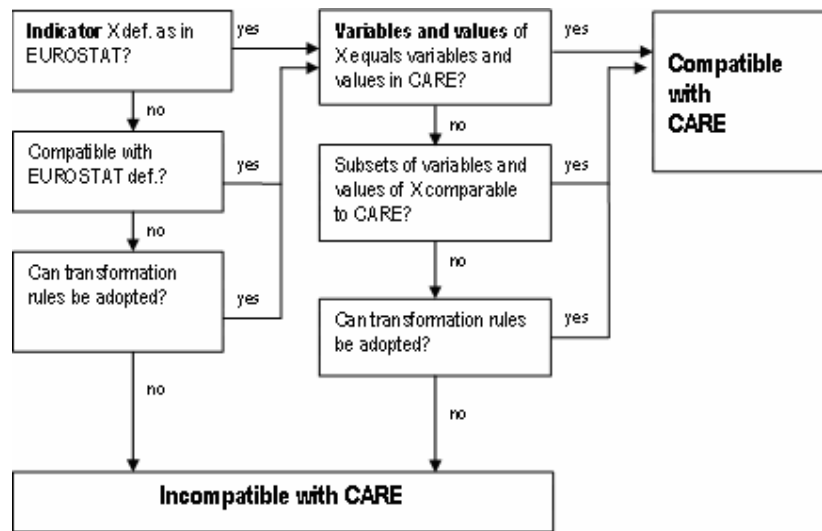 Indicator X def. as in
EUROSTAT?
yes
Variables and values of
X equals variables and
values in CARE?
yes
Compatible
with
CARE
no
no
Compatible with
EUROSTAT def.?
yes
Subsets of variables and
values of X comparable
to CARE?
yes
no
no
Can transformation
rules be adopted?
yes
Can transformation rules
be adopted?
yes
no
no
Incompatible with CARE